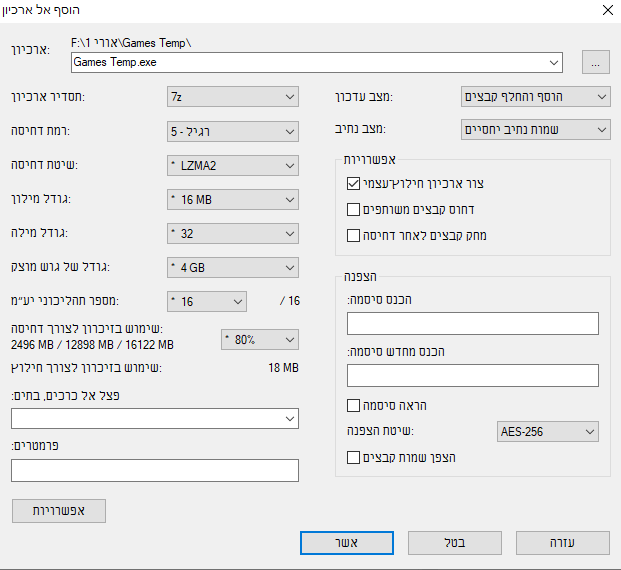 הוסף אל ארכיון
ארכיון:
F:\1 אורי\Games Temp\
Games Temp.exe
...
תסדיר ארכיון:
7z
רמת דחיסה:
5 - רגיל
שיטת דחיסה:
* LZMA2
גודל מילון:
* 16 MB
גודל מילה:
* 32
גודל של גוש מוצק:
* 4 GB
מספר תהליכוני יע״מ:
* 16
/ 16
שימוש בזיכרון לצורך דחיסה:
2496 MB / 12898 MB / 16122 MB
* 80%
שימוש בזיכרון לצורך חילוץ:
18 MB
פצל אל כרכים, בתים:
פרמטרים:
אפשרויות
מצב עדכון:
הוסף והחלף קבצים
מצב נתיב:
שמות נתיב יחסיים
אפשרויות
צור ארכיון חילוץ־עצמי
דחוס קבצים משותפים
מחק קבצים לאחר דחיסה
הצפנה
הכנס סיסמה:
הכנס מחדש סיסמה:
הראה סיסמה
שיטת הצפנה:
AES-256
הצפן שמות קבצים
אשר
בטל
עזרה